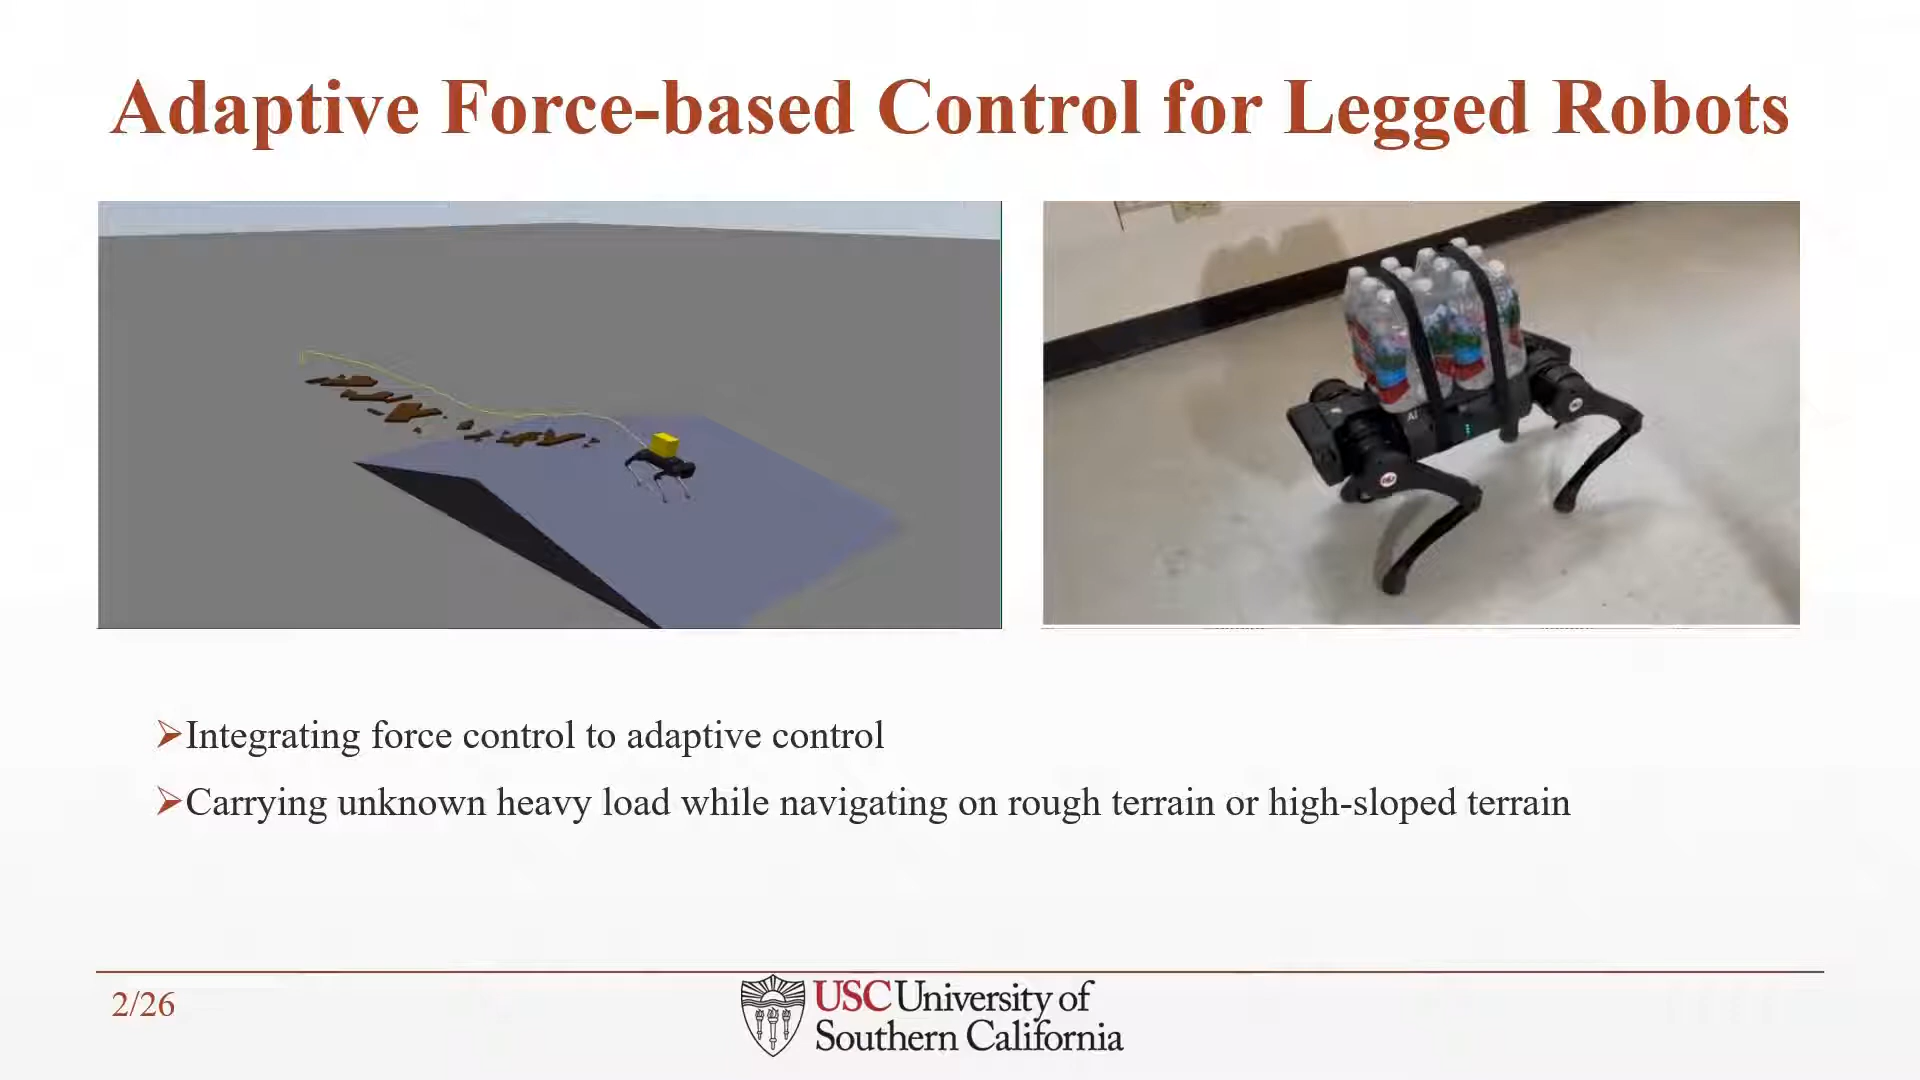 Adaptive Force-based Control for Legged Robots
AI
➢Integrating force control to adaptive control
➢Carrying unknown heavy load while navigating on rough terrain or high-sloped terrain
2/26
USC University of
Southern California